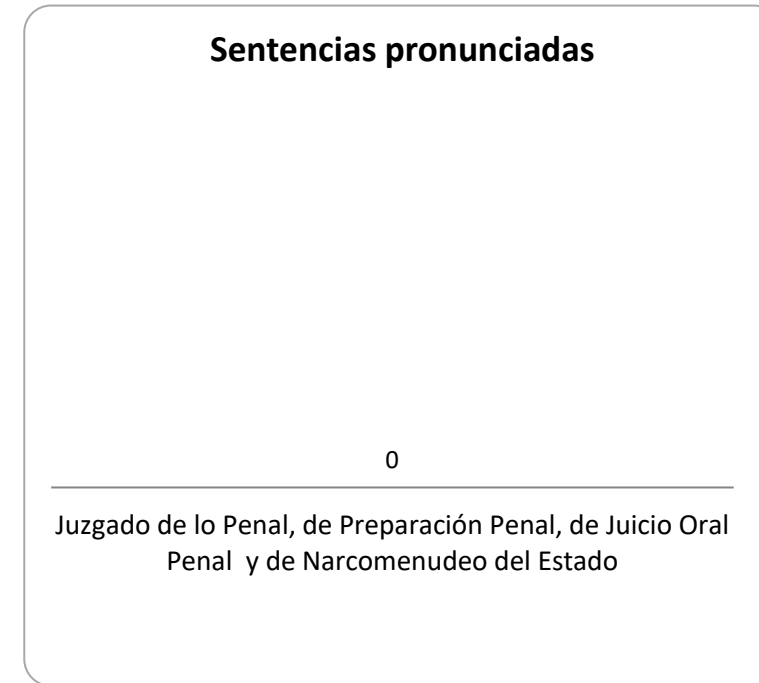 Sentencias pronunciadas
0
Juzgado de lo Penal, de Preparación Penal, de Juicio Oral
Penal  y de Narcomenudeo del Estado